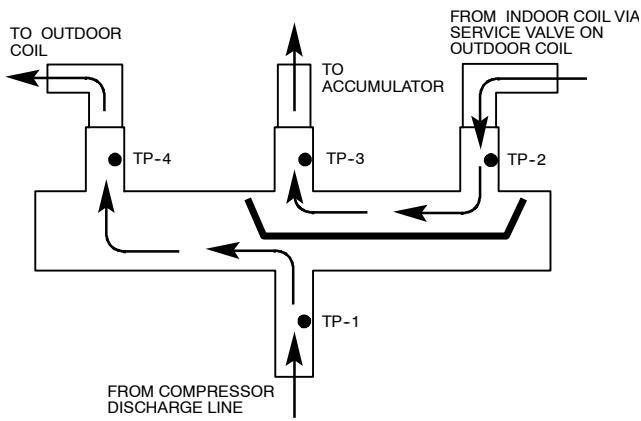 TO OUTDOOR
COIL
TO
ACCUMULATOR
FROM INDOOR COIL VIA
SERVICE VALVE ON
OUTDOOR COIL
TP-4
TP-3
TP-2
TP-1
FROM COMPRESSOR
DISCHARGE LINE